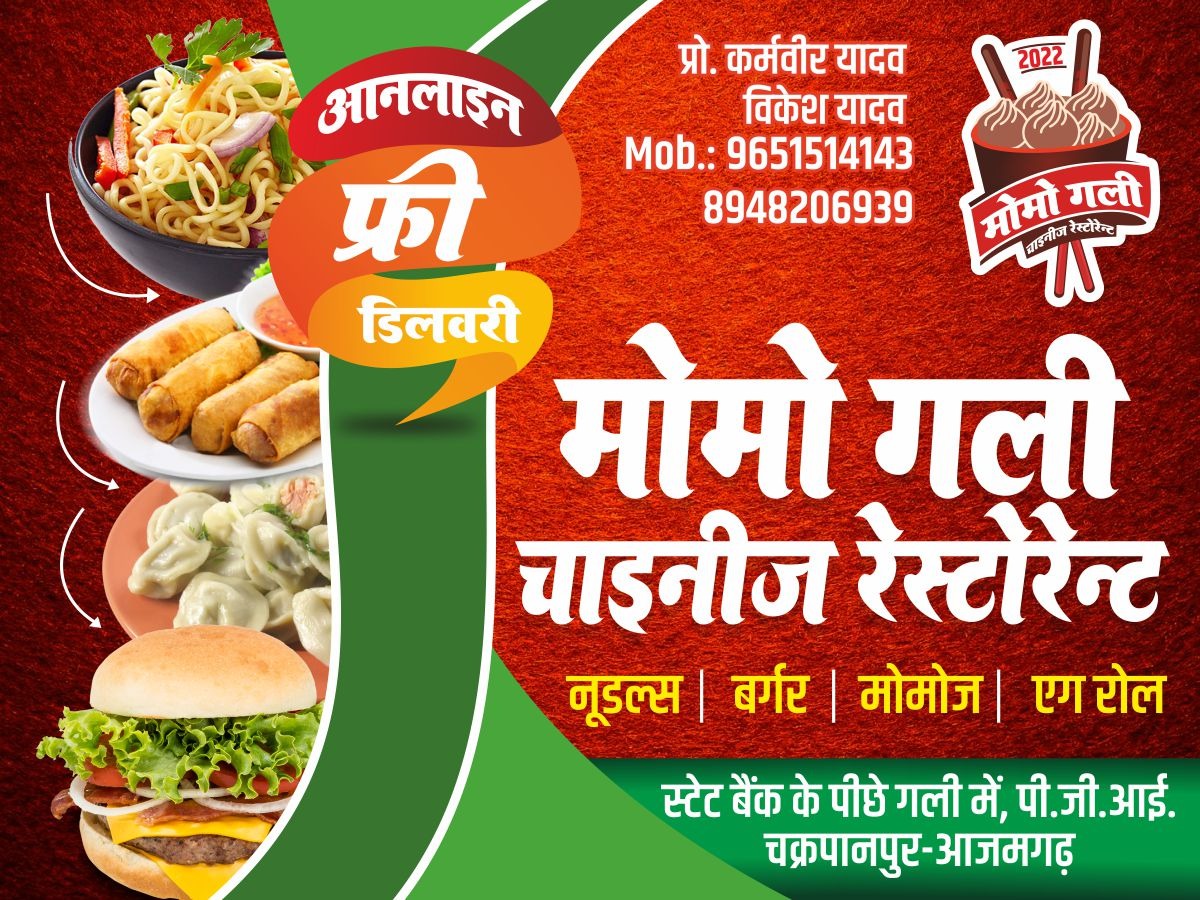 आनलाइन
फ्री
डिलवरी
प्रो. कर्मवीर यादव
विकेश यादव
Mob.: 9651514143
8948206939
2022
मोमो गली
चाइनीज रेस्टोरेन्ट
मोमो गली
चाइनीज रेस्टोरेन्ट
नूडल्स | बर्गर | मोमोज | एग रोल
स्टेट बैंक के पीछे गली में, पी.जी.आई.
चक्रपानपुर-आजमगढ़